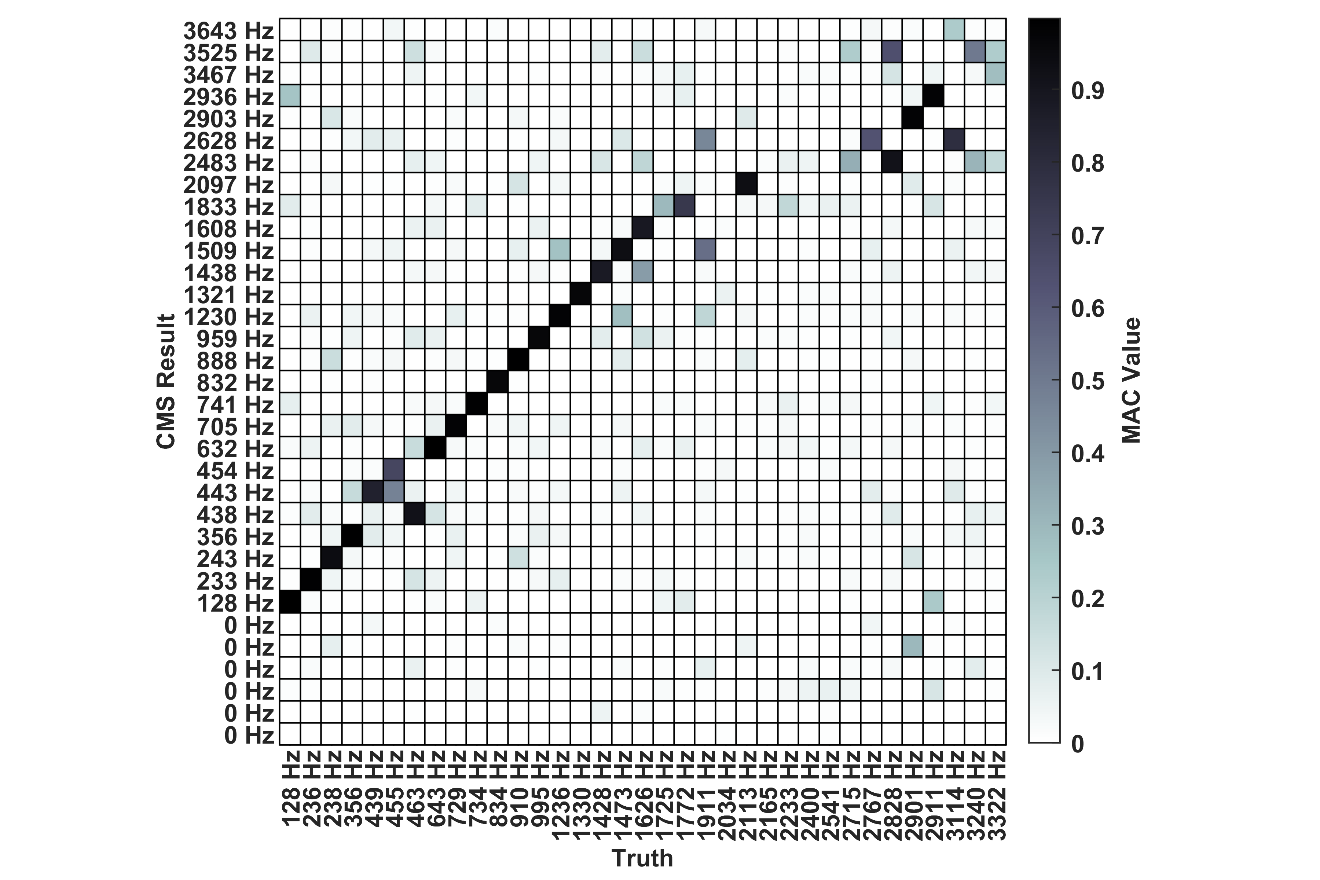 3643 Hz
3525 Hz
3467 Hz
2936 Hz
2903 Hz
2628 Hz
2483 Hz
2097 Hz
1833 Hz
1608 Hz
1509 Hz
1438 Hz
1321 Hz
1230 Hz
959 Hz
888 Hz
832 Hz
741 Hz
705 Hz
632 Hz
454 Hz
443 Hz
438 Hz
356 Hz
243 Hz
233 Hz
128 Hz
0 Hz
0 Hz
0 Hz
0 Hz
0 Hz
0 Hz
CMS Result
128 Hz
236 Hz
238 Hz
356 Hz
439 Hz
455 Hz
463 Hz
643 Hz
729 Hz
734 Hz
834 Hz
910 Hz
995 Hz
1236 Hz
1330 Hz
1428 Hz
1473 Hz
1626 Hz
1725 Hz
1772 Hz
1911 Hz
2034 Hz
2113 Hz
2165 Hz
2233 Hz
2400 Hz
2541 Hz
2715 Hz
2767 Hz
2828 Hz
2901 Hz
2911 Hz
3114 Hz
3240 Hz
3322 Hz
Truth
0.9
0.8
0.7
0.6
0.5
0.4
0.3
0.2
0.1
0
MAC Value